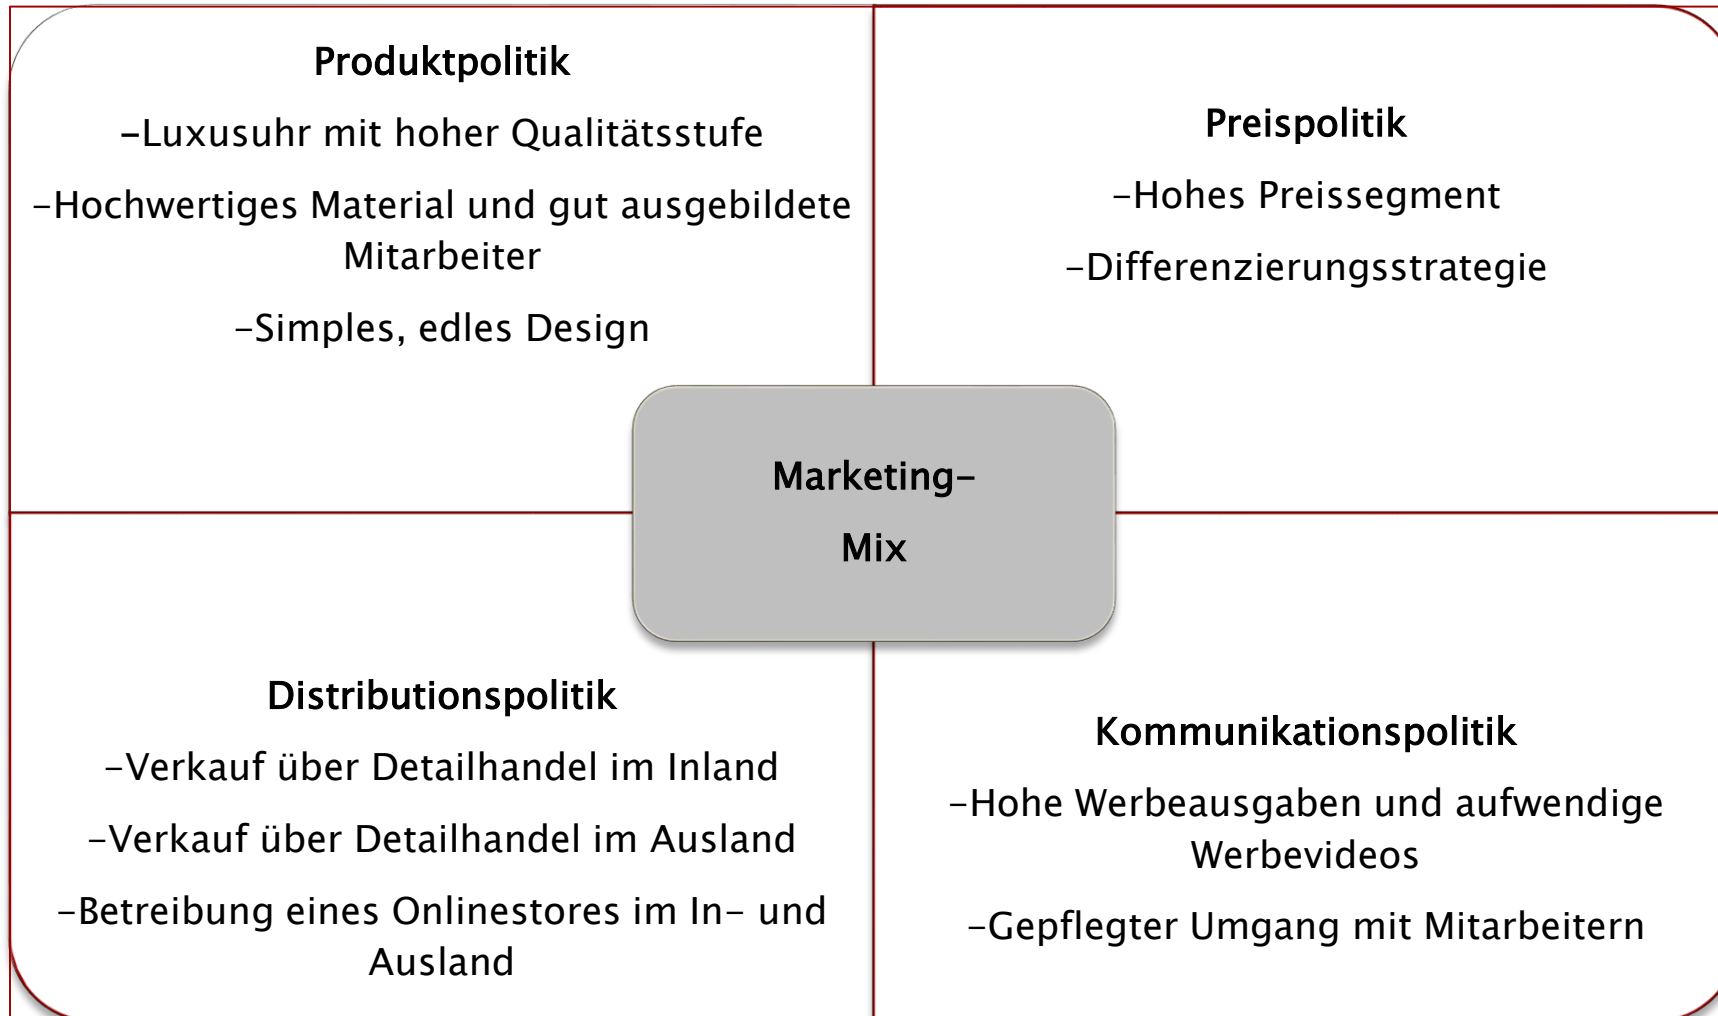 Produktpolitik
–Luxusuhr mit hoher Qualitätsstufe
–Hochwertiges Material und gut ausgebildete
Mitarbeiter
–Simples, edles Design
Preispolitik
–Hohes Preissegment
–Differenzierungsstrategie
Marketing–
Mix
Distributionspolitik
–Verkauf über Detailhandel im Inland
–Verkauf über Detailhandel im Ausland
–Betreibung eines Onlinestores im In– und
Ausland
Kommunikationspolitik
–Hohe Werbeausgaben und aufwendige
Werbevideos
–Gepflegter Umgang mit Mitarbeitern